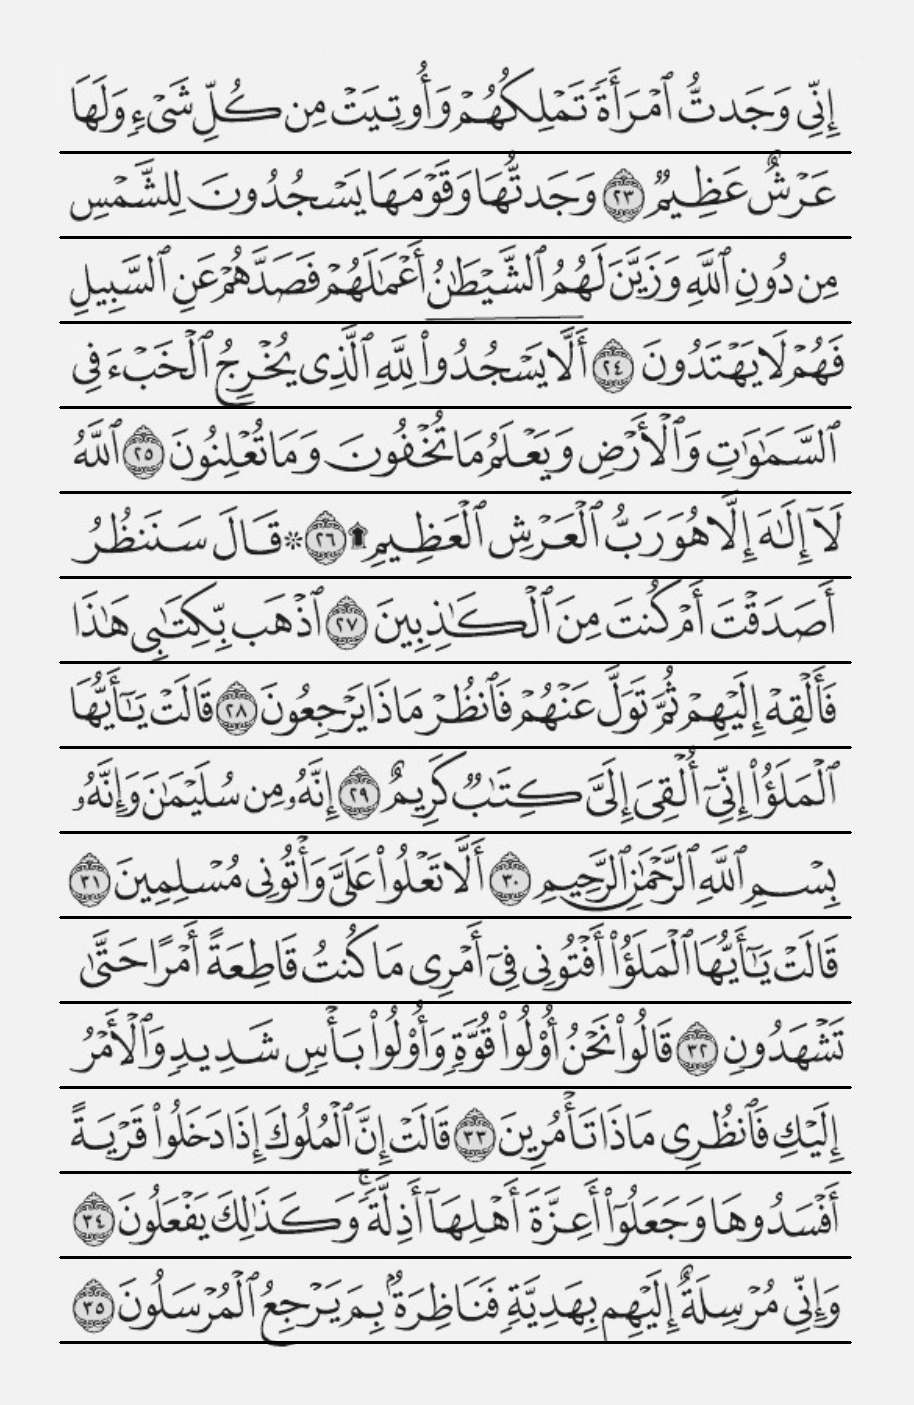 إِنِّي وَجَدتُّ ٱمْرَأَةٗ تَمْلِكُهُمْ وَأُوتِيَتْ مِن كُلِّ شَيْءٖ وَلَهَا
عَرْشٌ عَظِيمٞ ٢٣ وَجَدتُّهَا وَقَوْمَهَا يَسْجُدُونَ لِلشَّمْسِ
مِن دُونِ ٱللَّهِ وَزَيَّنَ لَهُمُ ٱلشَّيْطَٰنُ أَعْمَٰلَهُمْ فَصَدَّهُمْ عَنِ ٱلسَّبِيلِ
فَهُمْ لَا يَهْتَدُونَ ٢٤ أَلَّا يَسْجُدُواْ لِلَّهِ ٱلَّذِي يُخْرِجُ ٱلْخَبْءَ فِي
ٱلسَّمَٰوَٰتِ وَٱلْأَرْضِ وَيَعْلَمُ مَا تُخْفُونَ وَمَا تُعْلِنُونَ ٢٥ ٱللَّهُ
لَآ إِلَٰهَ إِلَّا هُوَ رَبُّ ٱلْعَرْشِ ٱلْعَظِيمِ ۩ ٢٦ ۞ قَالَ سَنَنظُرُ
أَصَدَقْتَ أَمْ كُنتَ مِنَ ٱلْكَٰذِبِينَ ٢٧ ٱذْهَب بِّكِتَٰبِي هَٰذَا
فَأَلْقِهْ إِلَيْهِمْ ثُمَّ تَوَلَّ عَنْهُمْ فَٱنظُرْ مَاذَا يَرْجِعُونَ ٢٨ قَالَتْ يَٰٓأَيُّهَا
ٱلْمَلَؤُاْ إِنِّيٓ أُلْقِيَ إِلَيَّ كِتَٰبٞ كَرِيمٌ ٢٩ إِنَّهُۥ مِن سُلَيْمَٰنَ وَإِنَّهُۥ
بِسْمِ ٱللَّهِ ٱلرَّحْمَٰنِ ٱلرَّحِيمِ ٣٠ أَلَّا تَعْلُواْ عَلَيَّ وَأْتُونِي مُسْلِمِينَ ٣١
قَالَتْ يَٰٓأَيُّهَا ٱلْمَلَؤُاْ أَفْتُونِي فِيٓ أَمْرِي مَا كُنتُ قَاطِعَةً أَمْرًا حَتَّىٰ
تَشْهَدُونِ ٣٢ قَالُواْ نَحْنُ أُوْلُواْ قُوَّةٖ وَأُوْلُواْ بَأْسٖ شَدِيدٖ وَٱلْأَمْرُ
إِلَيْكِ فَٱنظُرِي مَاذَا تَأْمُرِينَ ٣٣ قَالَتْ إِنَّ ٱلْمُلُوكَ إِذَا دَخَلُواْ قَرْيَةً
أَفْسَدُوهَا وَجَعَلُوٓاْ أَعِزَّةَ أَهْلِهَآ أَذِلَّةٗۚ وَكَذَٰلِكَ يَفْعَلُونَ ٣٤
وَإِنِّي مُرْسِلَةٌ إِلَيْهِم بِهَدِيَّةٖ فَنَاظِرَةُۢ بِمَ يَرْجِعُ ٱلْمُرْسَلُونَ ٣٥